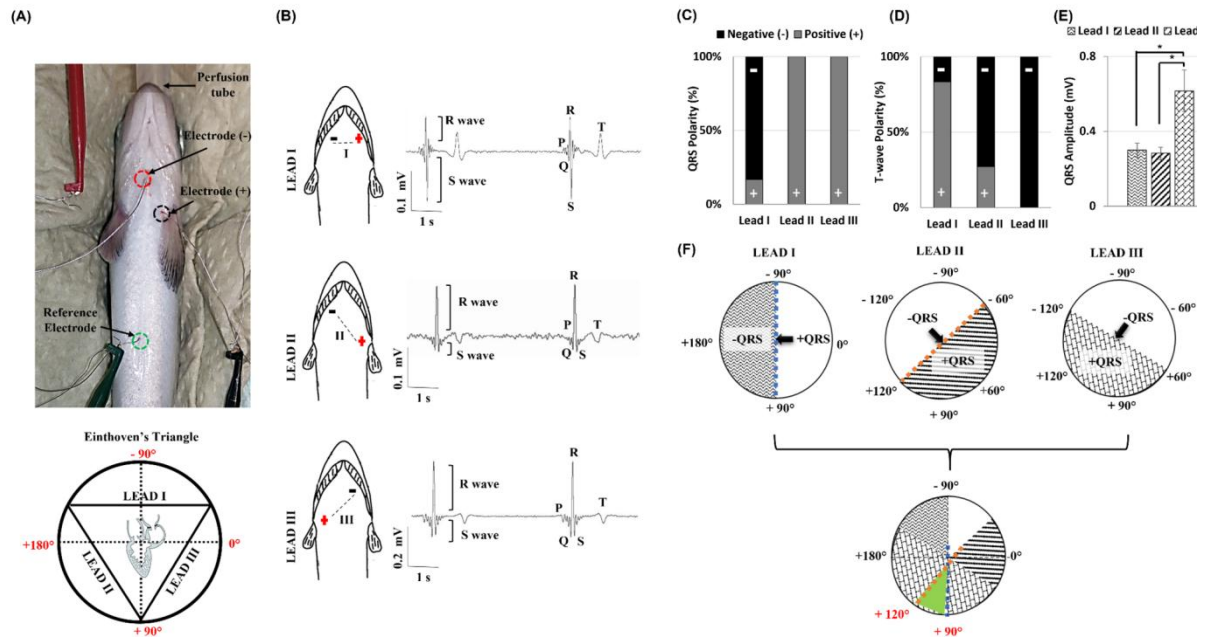 (A)
Perfusion
tube
Electrode (-)
Electrode (+)
Reference
Electrode
Einthoven's Triangle
- 90°
LEAD I
+180°
0°
LEAD II
LEAD III
+ 90°
(B)
LEAD I
-
+
I
R wave
S wave
0.1 mV
1 s
R
P
T
Q
S
LEAD II
-
+
II
R wave
S wave
0.1 mV
1 s
R
P
T
Q
S
LEAD III
-
+
III
R wave
S wave
0.2 mV
1 s
R
P
T
Q
S
(C)
Negative (-) Positive (+)
QRS Polarity (%)
100%
50%
0%
-
+
+
+
Lead I Lead II Lead III
(D)
T-wave Polarity (%)
100%
50%
0%
-
-
-
+
+
Lead I Lead II Lead III
(E)
Lead I Lead II Lead
QRS Amplitude (mV)
0.8
0.4
0
*
*
(F)
LEAD I
- 90°
+180°
-QRS
+QRS
0°
+ 90°
LEAD II
- 90°
- 120°
- 60°
-QRS
+QRS
+120°
+60°
+ 90°
LEAD III
- 90°
- 120°
- 60°
-QRS
+QRS
+120°
+60°
+ 90°
- 90°
+180°
0°
+ 120°
+ 90°